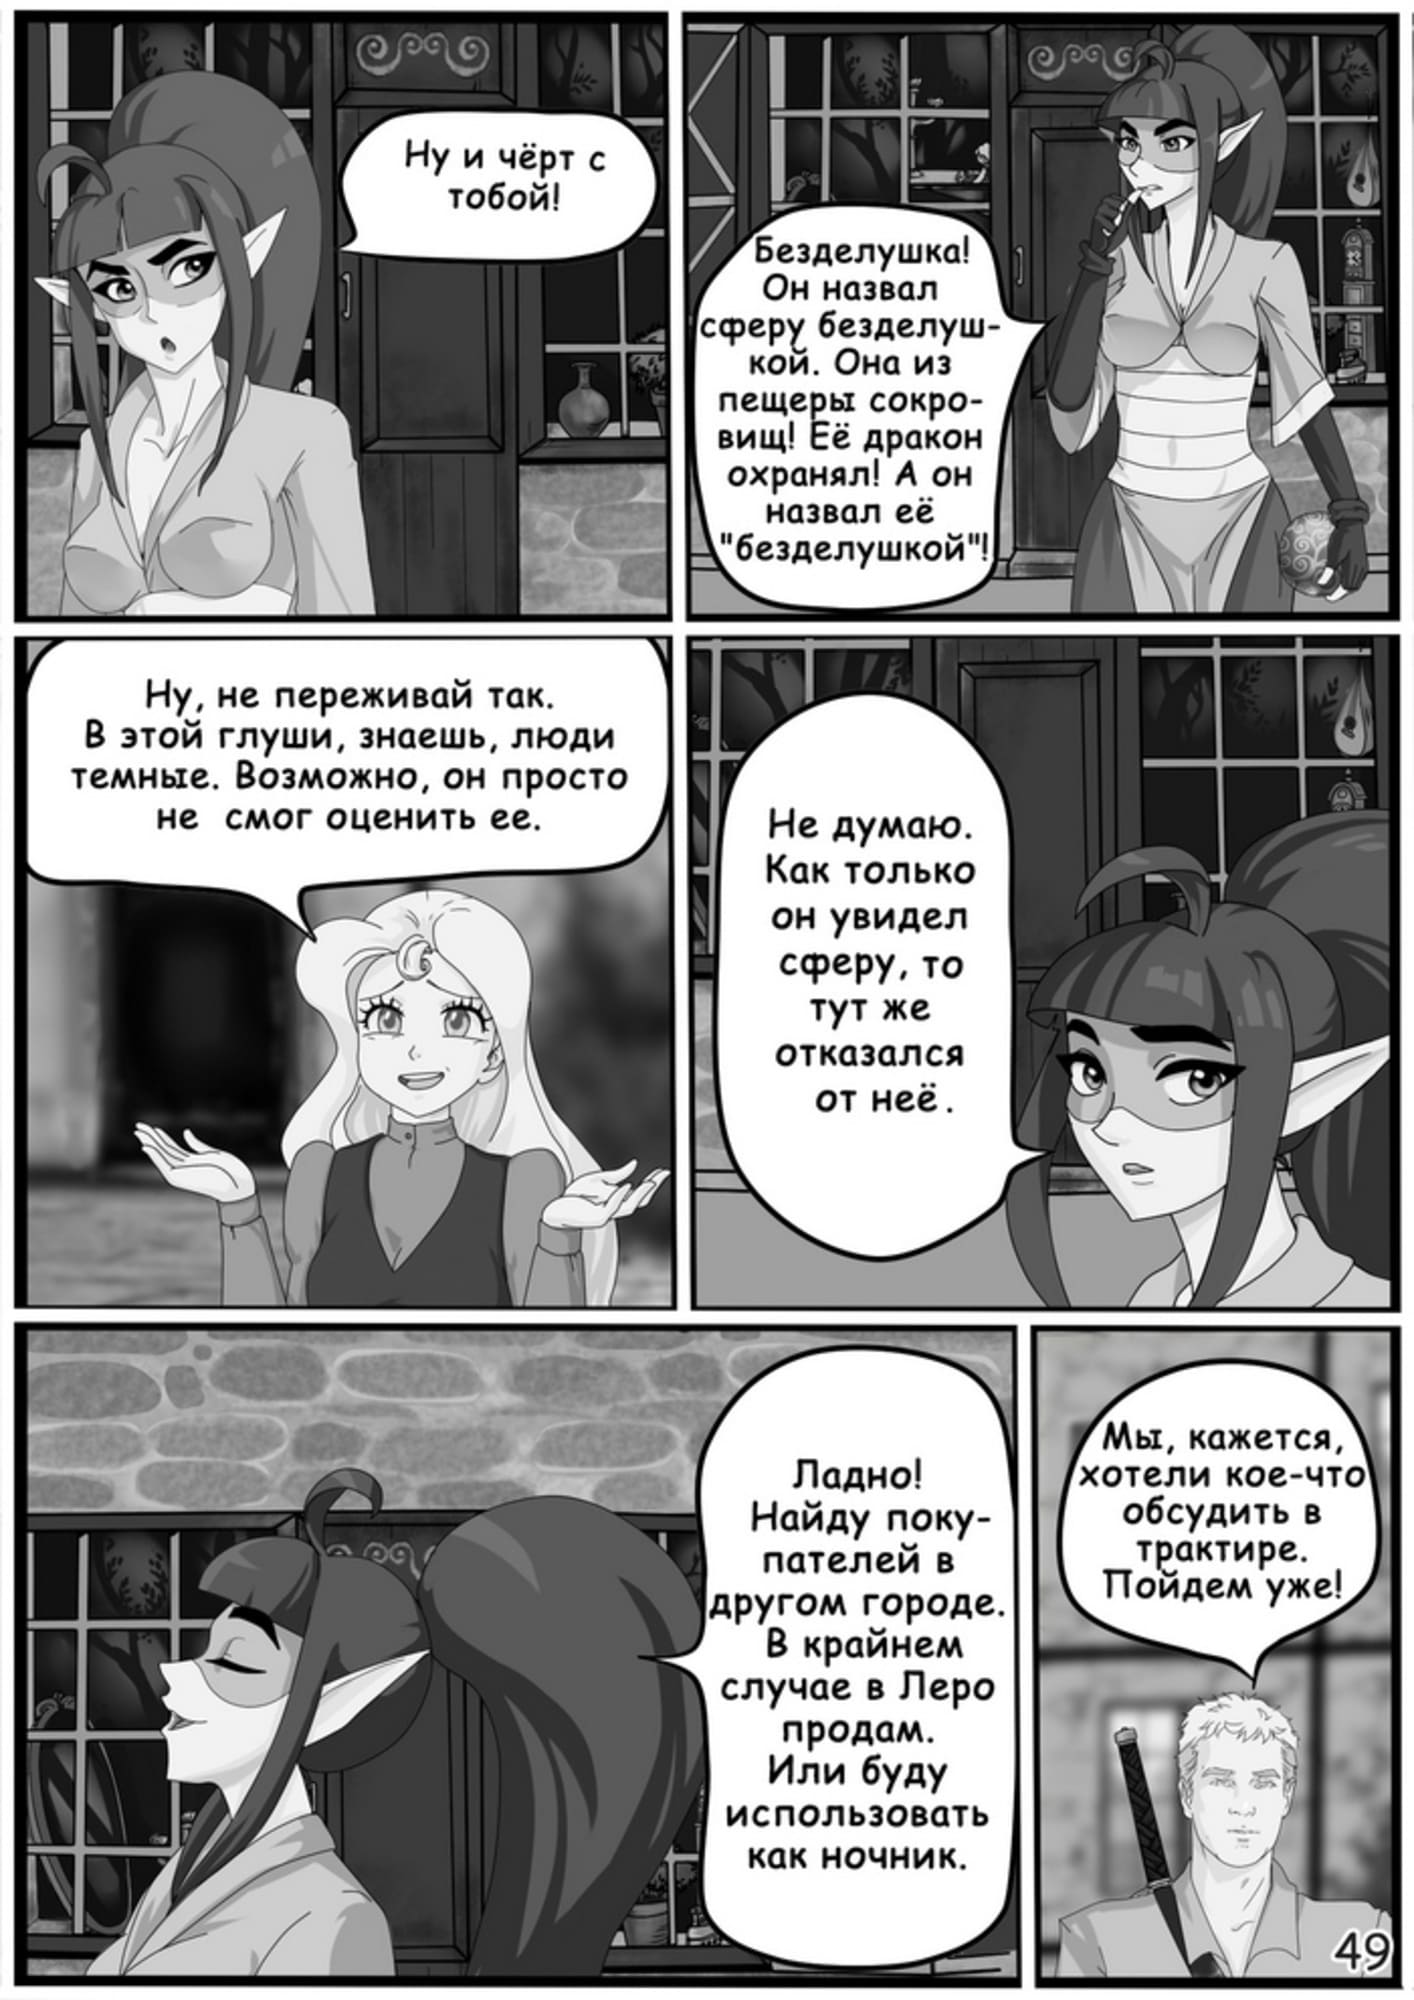 Ну и чёрт с
тобой!
Безделушка!
Он назвал
сферу безделуш-
кой. Она из
пещеры сокро-
вищ! Её дракон
охранял! А он
назвал её
"безделушкой"!
Ну, не переживай так.
В этой глуши, знаешь, люди
темные. Возможно, он просто
не смог оценить ее.
Не думаю.
Как только
он увидел
сферу, то
тут же
отказался
от неё.
Ладно!
Найду поку-
пателей в
другом городе.
В крайнем
случае в Леро
продам.
Или буду
использовать
как ночник.
Мы, кажется,
хотели кое-что
обсудить в
трактире.
Пойдем уже!
49